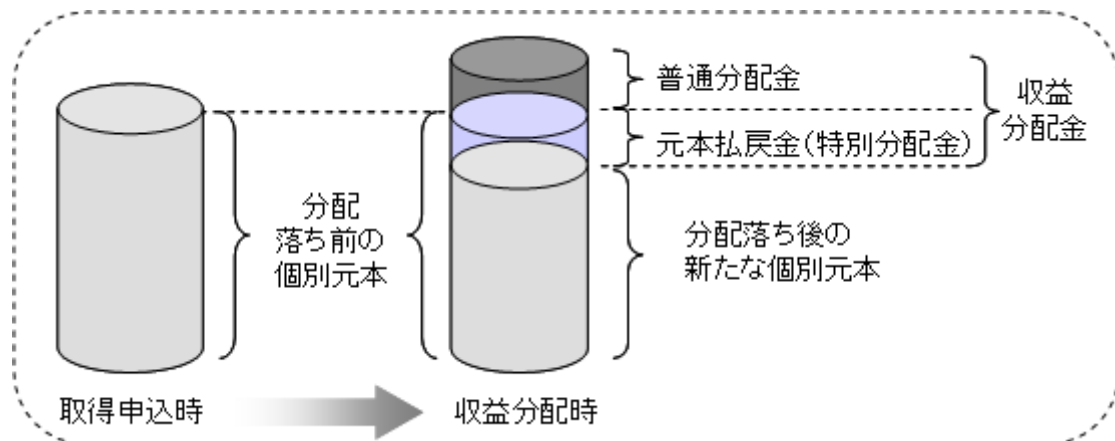 普通分配金
収益
分配金
元本払戻金(特別分配金)
分配
落ち前の
個別元本
分配落ち後の
新たな個別元本
取得申込時
収益分配時